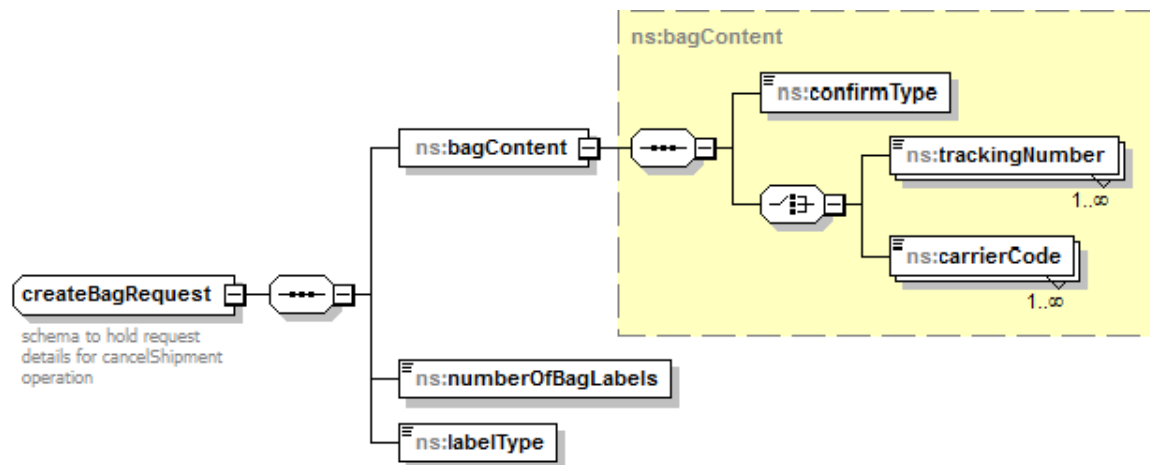 ns:bagContent
ns:confirmType
ns:bagContent
ns:trackingNumber
1..∞
ns:carrierCode
1..∞
createBagRequest
schema to hold request
details for cancelShipment
operation
ns:numberOfBagLabels
ns:labelType